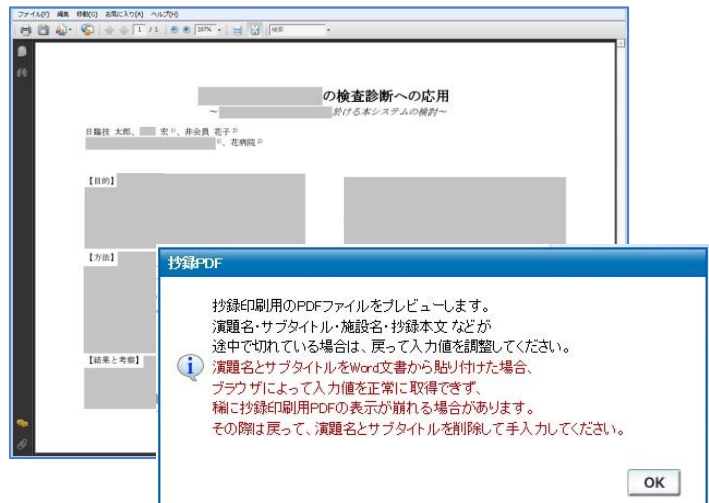 ファイル(F) 編集 移動(G) お気に入り(A) ヘルプ(H)
1 / 1 107% 検索
の検査診断への応用
～ 於ける本システムの検討～
日臨技 太郎、 宏 1)、非会員 花子 2)
1)、花病院 2)
【目的】
【方法】
【結果と考察】
抄録PDF
抄録印刷用のPDFファイルをプレビューします。
演題名・サブタイトル・施設名・抄録本文 などが
途中で切れている場合は、戻って入力値を調整してください。
演題名とサブタイトルをWord文書から貼り付けた場合、
ブラウザによって入力値を正常に取得できず、
稀に抄録印刷用PDFの表示が崩れる場合があります。
その際は戻って、演題名とサブタイトルを削除して手入力してください。
OK